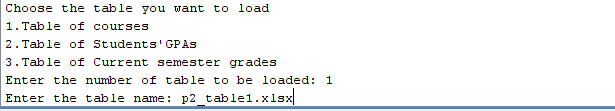 Choose the table you want to load
1.Table of courses
2.Table of Students'GPAs
3.Table of Current semester grades
Enter the number of table to be loaded: 1
Enter the table name: p2_table1.xlsx